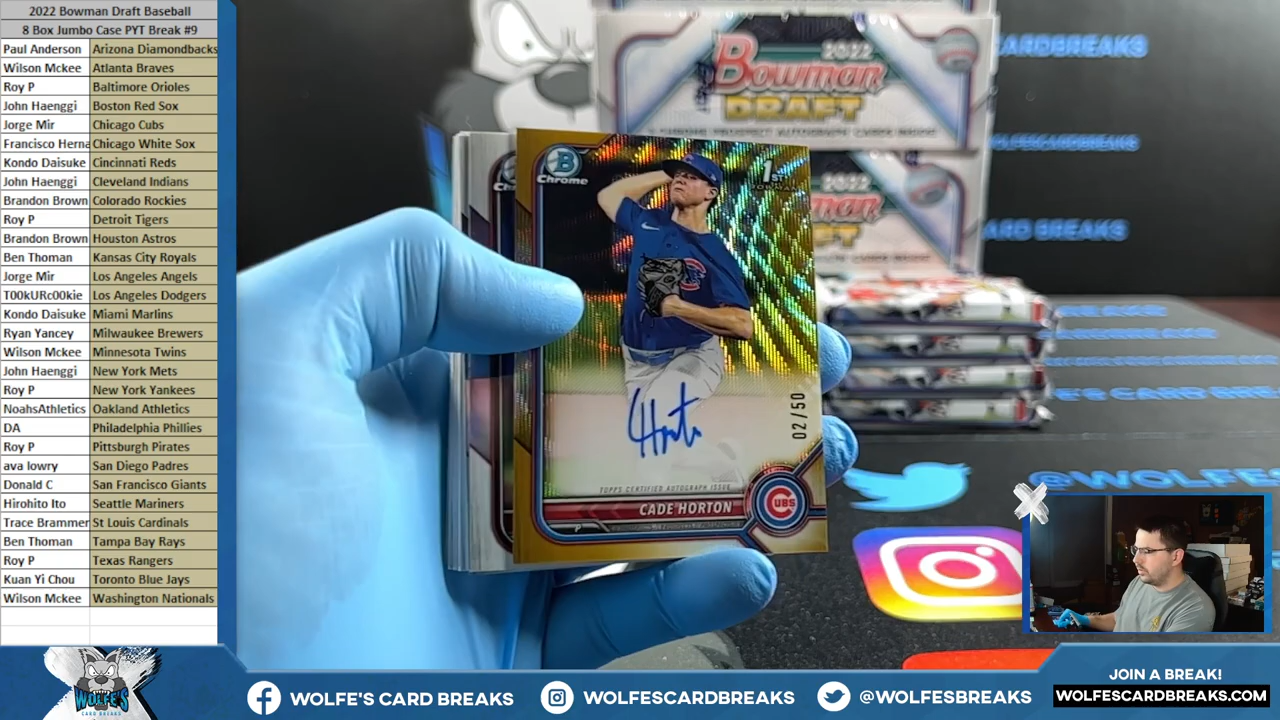 2022 Bowman Draft Baseball
8 Box Jumbo Case PYT Break #9
Paul Anderson Arizona Diamondbacks
Wilson Mckee Atlanta Braves
Roy P Baltimore Orioles
John Haenggi Boston Red Sox
Jorge Mir Chicago Cubs
Francisco Herna Chicago White Sox
Kondo Daisuke Cincinnati Reds
John Haenggi Cleveland Indians
Brandon Brown Colorado Rockies
Roy P Detroit Tigers
Brandon Brown Houston Astros
Ben Thoman Kansas City Royals
Jorge Mir Los Angeles Angels
T00kURc00kie Los Angeles Dodgers
Kondo Daisuke Miami Marlins
Ryan Yancey Milwaukee Brewers
Wilson Mckee Minnesota Twins
John Haenggi New York Mets
Roy P New York Yankees
NoahsAthletics Oakland Athletics
DA Philadelphia Phillies
Roy P Pittsburgh Pirates
ava lowry San Diego Padres
Donald C San Francisco Giants
Hirohito Ito Seattle Mariners
Trace Brammer St Louis Cardinals
Ben Thoman Tampa Bay Rays
Roy P Texas Rangers
Kuan Yi Chou Toronto Blue Jays
Wilson Mckee Washington Nationals
2022
Bowman
DRAFT
2022
CARDBREAKS
WOLFESCARDBREAKS
CARD BREAKS
B
Chrome
1st
BOWMAN
02/50
TOPPS CERTIFIED AUTOGRAPH ISSUE
CADE HORTON
P
CUBS
@WOLFES
WOLFE'S
CARD BREAKS
WOLFE'S CARD BREAKS
WOLFESCARDBREAKS
@WOLFESBREAKS
JOIN A BREAK!
WOLFESCARDBREAKS.COM